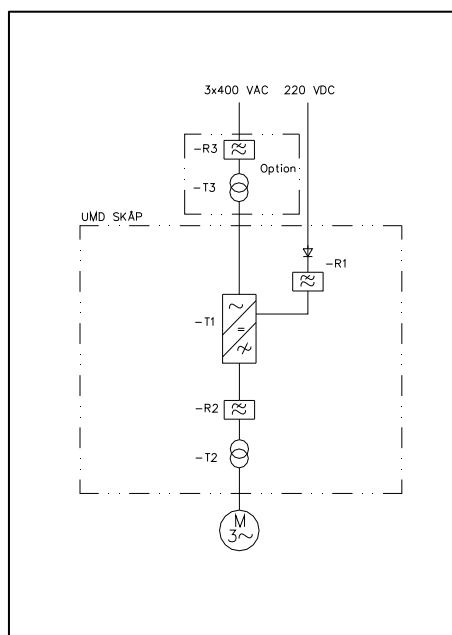 3x400 VAC 220 VDC
-R3
Option
-T3
UMD SKÅP
-R1
-T1
=
-R2
-T2
M
3~